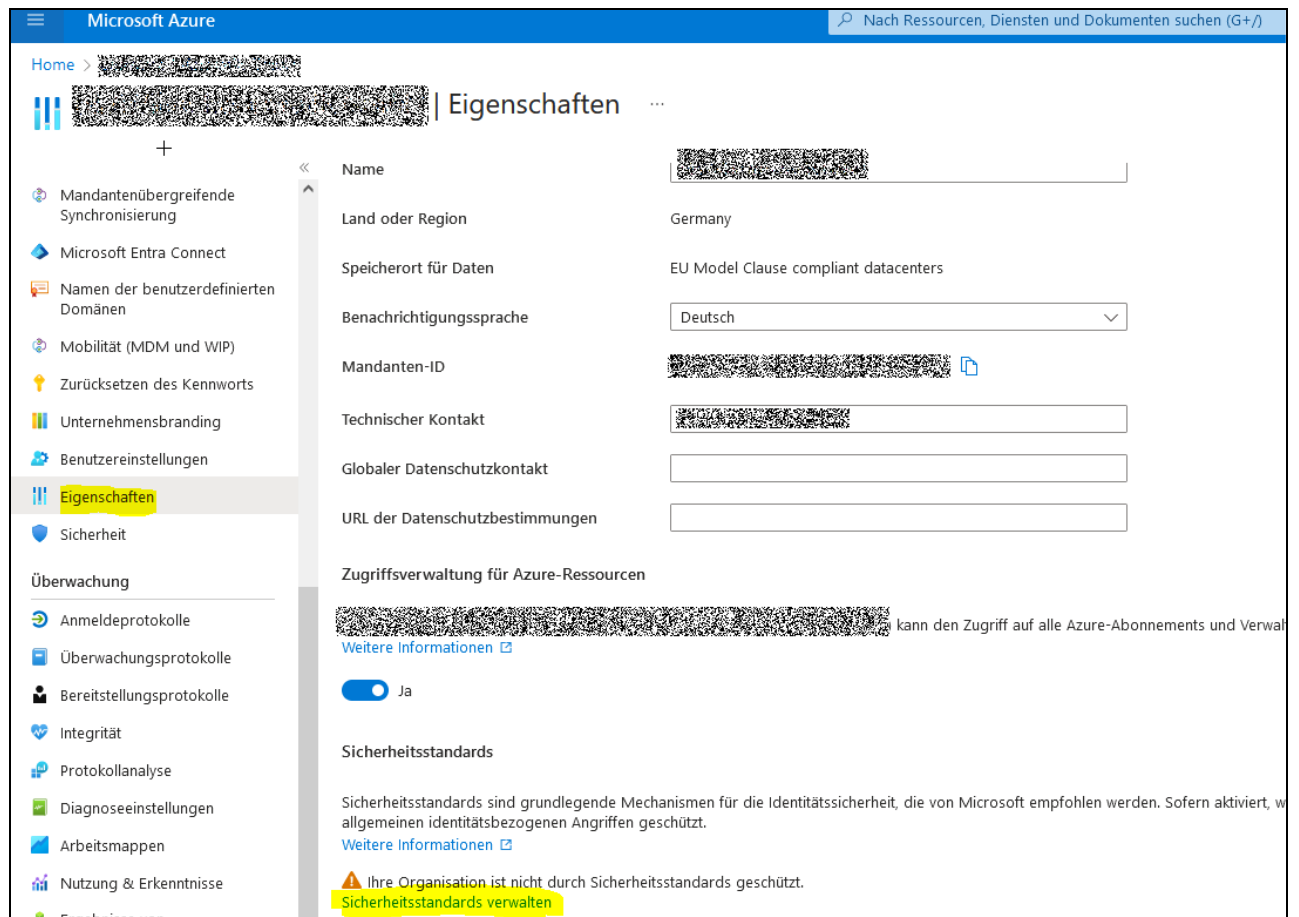 Microsoft Azure
Nach Ressourcen, Diensten und Dokumenten suchen (G+/)
Home >
| Eigenschaften ...
Mandantenübergreifende
Synchronisierung
Microsoft Entra Connect
Namen der benutzerdefinierten
Domänen
Mobilität (MDM und WIP)
Zurücksetzen des Kennworts
Unternehmensbranding
Benutzereinstellungen
Eigenschaften
Sicherheit
Überwachung
Anmeldeprotokolle
Überwachungsprotokolle
Bereitstellungsprotokolle
Integrität
Protokollanalyse
Diagnoseeinstellungen
Arbeitsmappen
Nutzung & Erkenntnisse
Name
Land oder Region Germany
Speicherort für Daten EU Model Clause compliant datacenters
Benachrichtigungssprache Deutsch
Mandanten-ID
Technischer Kontakt
Globaler Datenschutzkontakt
URL der Datenschutzbestimmungen
Zugriffsverwaltung für Azure-Ressourcen
kann den Zugriff auf alle Azure-Abonnements und Verwal
Weitere Informationen
Ja
Sicherheitsstandards
Sicherheitsstandards sind grundlegende Mechanismen für die Identitätssicherheit, die von Microsoft empfohlen werden. Sofern aktiviert, w
allgemeinen identitätsbezogenen Angriffen geschützt.
Weitere Informationen
Ihre Organisation ist nicht durch Sicherheitsstandards geschützt.
Sicherheitsstandards verwalten